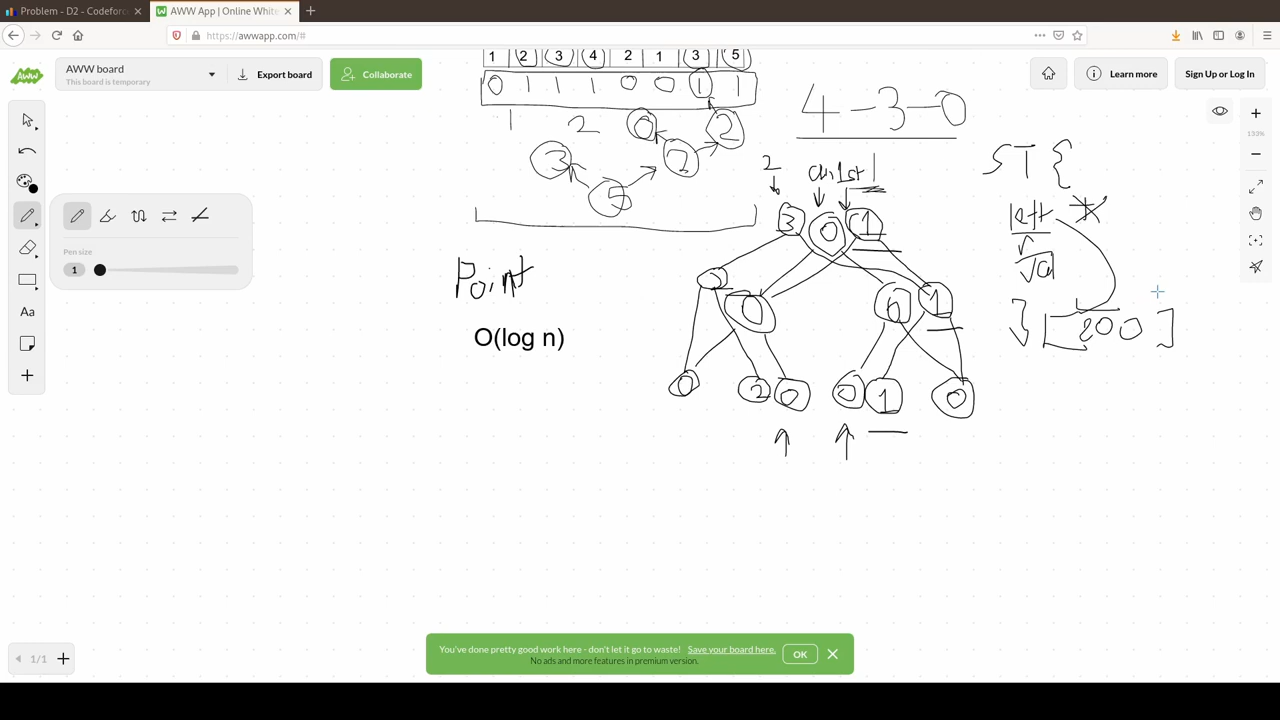 Problem - D2 - Codeforc
AWW App | Online White
https://awwapp.com/#
AWW board
This board is temporary
Export board
Collaborate
Learn more
Sign Up or Log In
153%
1 2 3 4 2 1 3 5
0 1 1 1 0 0 1 1
1 2 0 2
3 2
5
4-3-0
ST {
left *
r
val
} [ 200 ]
2
3 0 1
Point
O(log n)
0 1
0 2 0 0 1 0
Pen size
1
Aa
You've done pretty good work here - don't let it go to waste! Save your board here.
No ads and more features in premium version.
OK
1/1